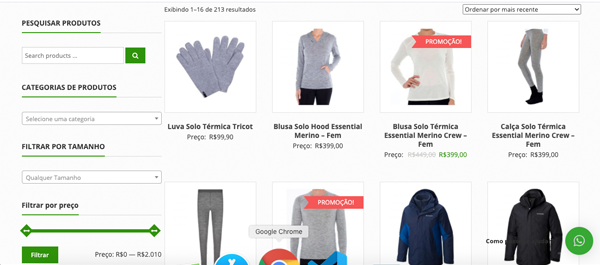 PESQUISAR PRODUTOS
Search products ...
CATEGORIAS DE PRODUTOS
Selecione uma categoria
FILTRAR POR TAMANHO
Qualquer Tamanho
Filtrar por preço
Filtrar
Preço: R$0 — R$2.010
Exibindo 1–16 de 213 resultados
Ordenar por mais recente
Luva Solo Térmica Tricot
Preço: R$99,90
Blusa Solo Hood Essential
Merino – Fem
Preço: R$399,00
PROMOÇÃO!
Blusa Solo Térmica
Essential Merino Crew –
Fem
Preço: R$449,00 R$399,00
Calça Solo Térmica
Essential Merino Crew –
Fem
Preço: R$399,00
PROMOÇÃO!
Google Chrome
Como